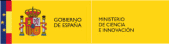 GOBIERNO
DE ESPAÑA
MINISTERIO
DE CIENCIA
E INNOVACIÓN